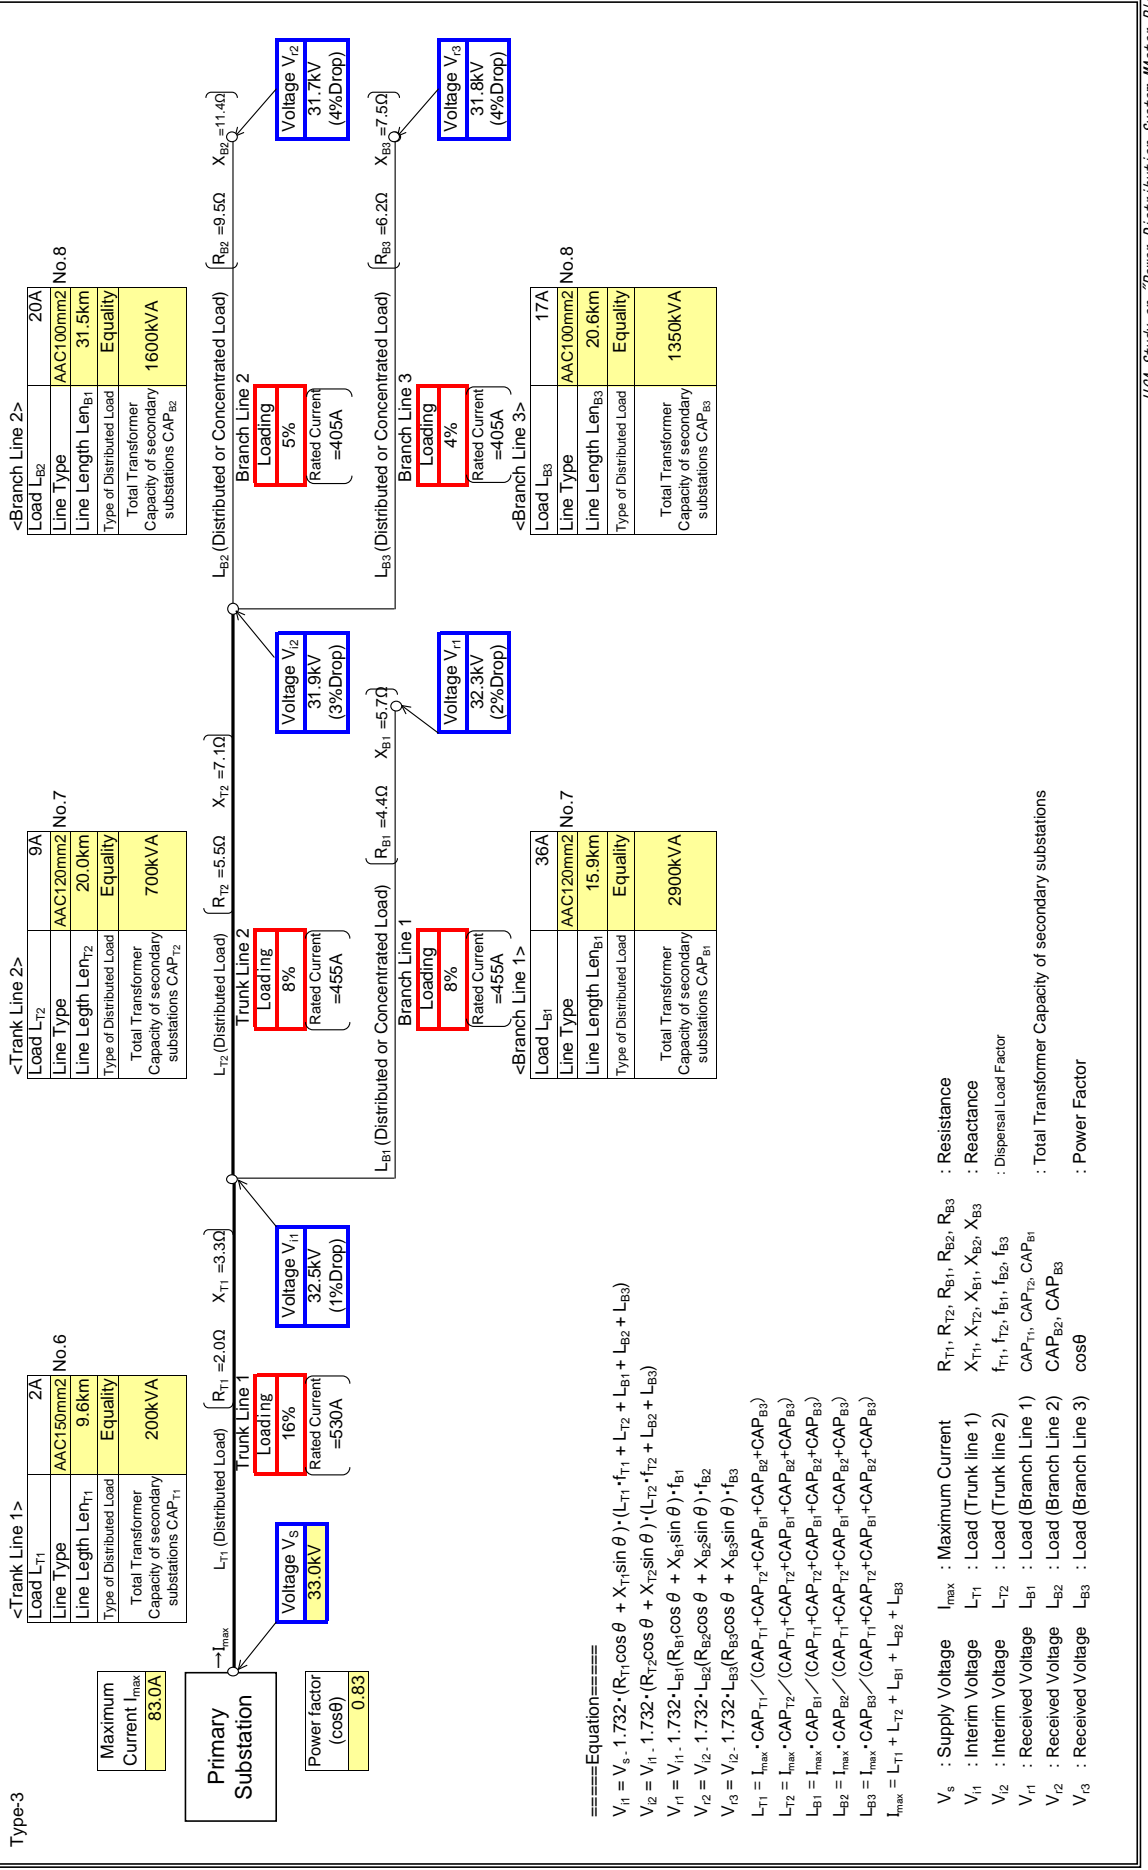 Type-3
<Trank Line 1>
Load LT1 2A
Line Type AAC150mm2 No.6
Line Legth LenT1 9.6km
Type of Distributed Load Equality
Total Transformer Capacity of secondary substations CAPT1 200kVA
<Trank Line 2>
Load LT2 9A
Line Type AAC120mm2 No.7
Line Legth LenT2 20.0km
Type of Distributed Load Equality
Total Transformer Capacity of secondary substations CAPT2 700kVA
<Branch Line 2>
Load LB2 20A
Line Type AAC100mm2 No.8
Line Length LenB1 31.5km
Type of Distributed Load Equality
Total Transformer Capacity of secondary substations CAPB2 1600kVA
Maximum
Current Imax
83.0A
Primary
Substation
→Imax
Power factor
(cosθ)
0.83
Voltage VS
33.0kV
LT1 (Distributed Load)
RT1 =2.0Ω XT1 =3.3Ω
Trunk Line 1
Loading
16%
Rated Current
=530A
Voltage Vi1
32.5kV
(1%Drop)
LT2 (Distributed Load)
RT2 =5.5Ω XT2 =7.1Ω
Trunk Line 2
Loading
8%
Rated Current
=455A
Voltage Vi2
31.9kV
(3%Drop)
LB2 (Distributed or Concentrated Load)
RB2 =9.5Ω XB2 =11.4Ω
Branch Line 2
Loading
5%
Rated Current
=405A
Voltage Vr2
31.7kV
(4%Drop)
LB1 (Distributed or Concentrated Load)
RB1 =4.4Ω XB1 =5.7Ω
Branch Line 1
Loading
8%
Rated Current
=455A
Voltage Vr1
32.3kV
(2%Drop)
LB3 (Distributed or Concentrated Load)
RB3 =6.2Ω XB3 =7.5Ω
Branch Line 3
Loading
4%
Rated Current
=405A
Voltage Vr3
31.8kV
(4%Drop)
<Branch Line 1>
Load LB1 36A
Line Type AAC120mm2 No.7
Line Length LenB1 15.9km
Type of Distributed Load Equality
Total Transformer Capacity of secondary substations CAPB1 2900kVA
<Branch Line 3>
Load LB3 17A
Line Type AAC100mm2 No.8
Line Length LenB3 20.6km
Type of Distributed Load Equality
Total Transformer Capacity of secondary substations CAPB3 1350kVA
=====Equation=====
Vi1 = Vs - 1.732・(RT1cos θ + XT1sin θ)・(LT1・fT1 + LT2 + LB1 + LB2 + LB3)
Vi2 = Vi1 - 1.732・(RT2cos θ + XT2sin θ)・(LT2・fT2 + LB2 + LB3)
Vr1 = Vi1 - 1.732・LB1(RB1cos θ + XB1sin θ)・fB1
Vr2 = Vi2 - 1.732・LB2(RB2cos θ + XB2sin θ)・fB2
Vr3 = Vi2 - 1.732・LB3(RB3cos θ + XB3sin θ)・fB3
LT1 = Imax・CAPT1／(CAPT1+CAPT2+CAPB1+CAPB2+CAPB3)
LT2 = Imax・CAPT2／(CAPT1+CAPT2+CAPB1+CAPB2+CAPB3)
LB1 = Imax・CAPB1／(CAPT1+CAPT2+CAPB1+CAPB2+CAPB3)
LB2 = Imax・CAPB2／(CAPT1+CAPT2+CAPB1+CAPB2+CAPB3)
LB3 = Imax・CAPB3／(CAPT1+CAPT2+CAPB1+CAPB2+CAPB3)
Imax = LT1 + LT2 + LB1 + LB2 + LB3
Vs : Supply Voltage Imax : Maximum Current RT1, RT2, RB1, RB2, RB3 : Resistance
Vi1 : Interim Voltage LT1 : Load (Trunk line 1) XT1, XT2, XB1, XB2, XB3 : Reactance
Vi2 : Interim Voltage LT2 : Load (Trunk line 2) fT1, fT2, fB1, fB2, fB3 : Dispersal Load Factor
Vr1 : Received Voltage LB1 : Load (Branch Line 1) CAPT1, CAPT2, CAPB1
Vr2 : Received Voltage LB2 : Load (Branch Line 2) CAPB2, CAPB3 : Total Transformer Capacity of secondary substations
Vr3 : Received Voltage LB3 : Load (Branch Line 3) cosθ : Power Factor